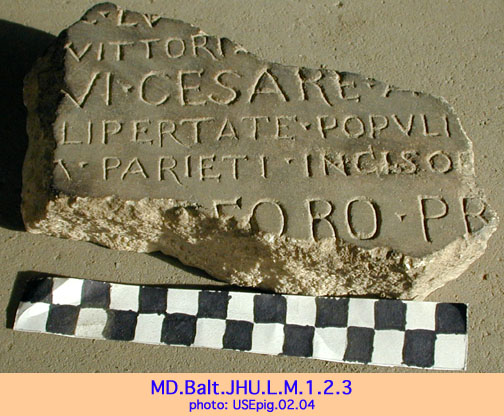 LV
VITTORI
VI·CESARE·
LIPERTATE·POPVLI
PARIETI·INCISO
FORO·PR
MD.Balt.JHU.L.M.1.2.3
photo: USEpig.02.04